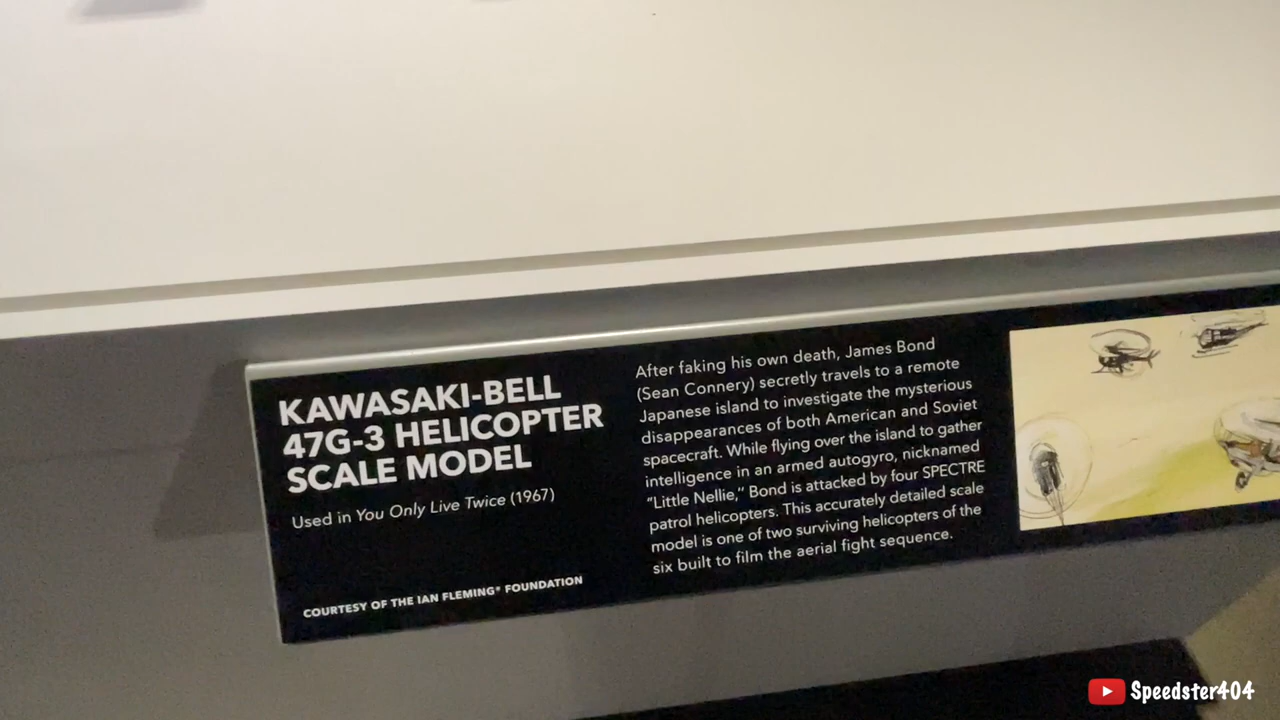 KAWASAKI-BELL
47G-3 HELICOPTER
SCALE MODEL
Used in You Only Live Twice (1967)
COURTESY OF THE IAN FLEMING® FOUNDATION
After faking his own death, James Bond
(Sean Connery) secretly travels to a remote
Japanese island to investigate the mysterious
disappearances of both American and Soviet
spacecraft. While flying over the island to gather
intelligence in an armed autogyro, nicknamed
“Little Nellie,” Bond is attacked by four SPECTRE
patrol helicopters. This accurately detailed scale
model is one of two surviving helicopters of the
six built to film the aerial fight sequence.
Speedster404